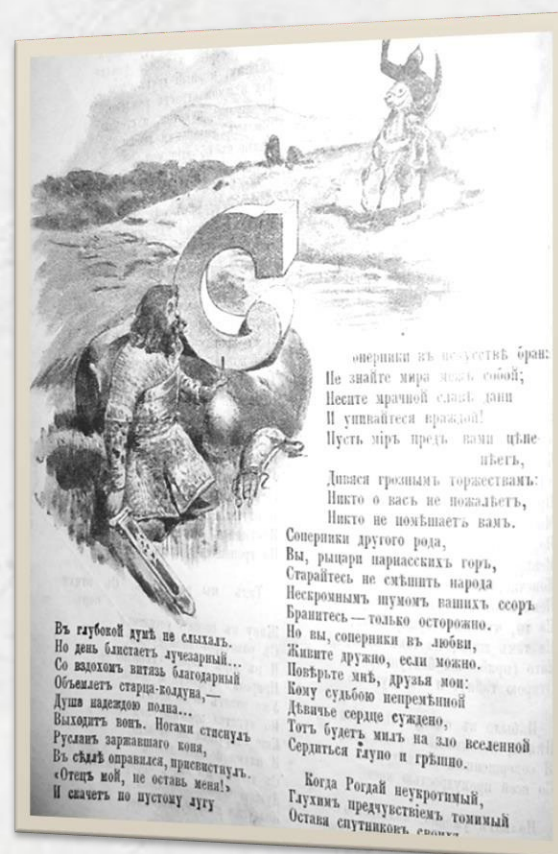 Въ глубокой думѣ не слыхалъ.
Но день блистаетъ лучезарный...
Со вздохомъ витязь благодарный
Объемлетъ старца-колдуна,—
Душа надеждою полна...
Выходитъ вонъ. Ногами стиснулъ
Русланъ заржавшаго коня,
Въ сѣдлѣ оправился, присвистнулъ.
«Отецъ мой, не оставь меня!»
И скачетъ по пустому лугу
Соперники въ искусствѣ бран
Не знайте мира межъ собой;
Несите мрачной славѣ дани
И упивайтеся враждой!
Пусть міръ предъ вами цѣпе-
нѣетъ,
Дивяся грознымъ торжествамъ:
Никто о васъ не пожалѣетъ,
Никто не помѣшаетъ вамъ.
Соперники другого рода,
Вы, рыцари парнасскихъ горъ,
Старайтесь не смѣшить народа
Нескромнымъ шумомъ вашихъ ссоръ
Бранитесь — только осторожно.
Но вы, соперники въ любви,
Живите дружно, если можно.
Повѣрьте мнѣ, друзья мои:
Кому судьбою непремѣнной
Дѣвичье сердце суждено,
Тотъ будетъ милъ на зло вселенной
Сердиться глупо и грѣшно.
Когда Рогдай неукротимый,
Глухимъ предчувствіемъ томимый
Оставя спутниковъ своихъ